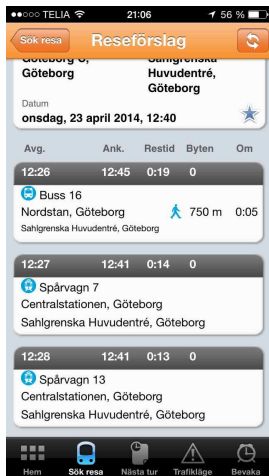 TELIA 21:06 56 %
Sök resa Reseförslag
Göteborg C, Sahlgrenska
Göteborg Huvudentré,
Göteborg
Datum
onsdag, 23 april 2014, 12:40
Avg. Ank. Restid Byten Om
12:26 12:45 0:19 0
Buss 16
Nordstan, Göteborg 750 m 0:05
Sahlgrenska Huvudentré, Göteborg
12:27 12:41 0:14 0
Spårvagn 7
Centralstationen, Göteborg
Sahlgrenska Huvudentré, Göteborg
12:28 12:41 0:13 0
Spårvagn 13
Centralstationen, Göteborg
Sahlgrenska Huvudentré, Göteborg
Hem Sök resa Nästa tur Trafikläge Bevaka